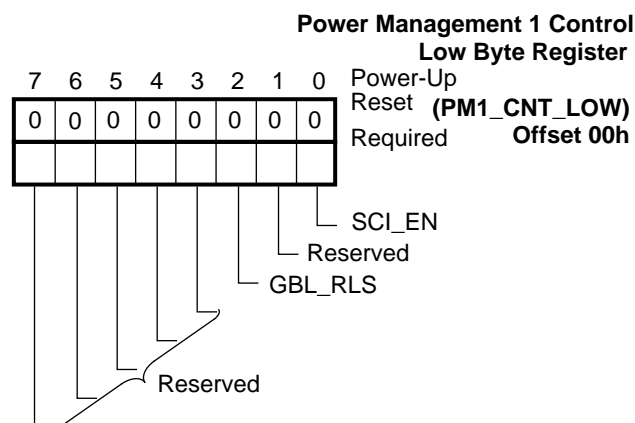 Power Management 1 Control
Low Byte Register
7 6 5 4 3 2 1 0 Power-Up
Reset (PM1_CNT_LOW)
0 0 0 0 0 0 0 0
Required Offset 00h
SCI_EN
Reserved
GBL_RLS
Reserved